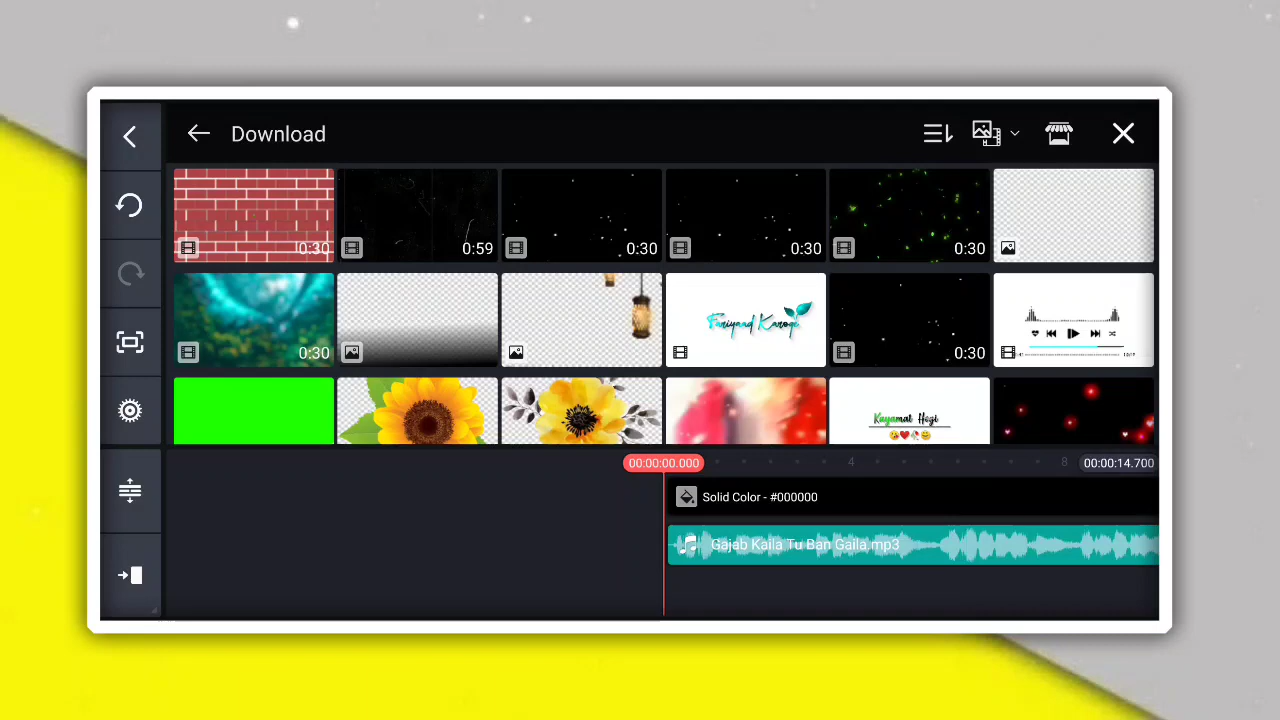 Download
0:30
0:59
0:30
0:30
0:30
0:30
Fariyaad Karogi
0:30
Kayamat Hogi
00:00:00.000
4
8
00:00:14.700
Solid Color - #000000
Gajab Kaila Tu Ban Gaila.mp3